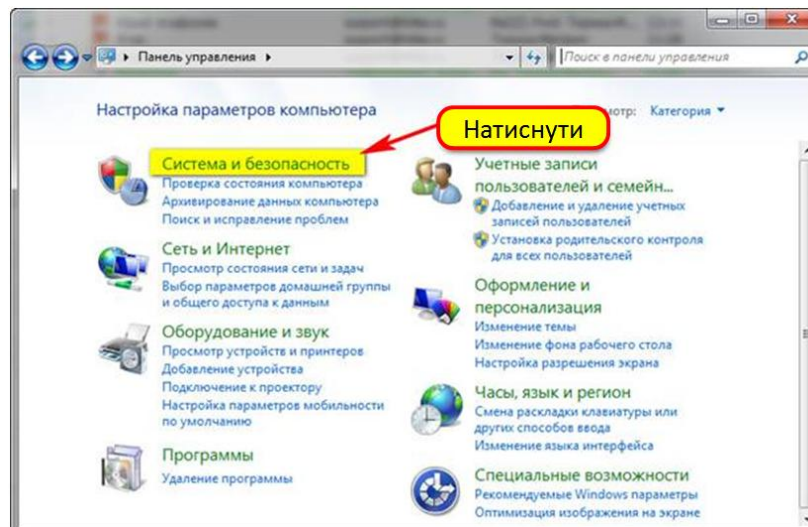 Панель управления
Поиск в панели управления
Настройка параметров компьютера
мотр: Категория
Натиснути
Система и безопасность
Проверка состояния компьютера
Архивирование данных компьютера
Поиск и исправление проблем
Сеть и Интернет
Просмотр состояния сети и задач
Выбор параметров домашней группы
и общего доступа к данным
Оборудование и звук
Просмотр устройств и принтеров
Добавление устройства
Подключение к проектору
Настройка параметров мобильности
по умолчанию
Программы
Удаление программы
Учетные записи
пользователей и семейн...
Добавление и удаление учетных
записей пользователей
Установка родительского контроля
для всех пользователей
Оформление и
персонализация
Изменение темы
Изменение фона рабочего стола
Настройка разрешения экрана
Часы, язык и регион
Смена раскладки клавиатуры или
других способов ввода
Изменение языка интерфейса
Специальные возможности
Рекомендуемые Windows параметры
Оптимизация изображения на экране